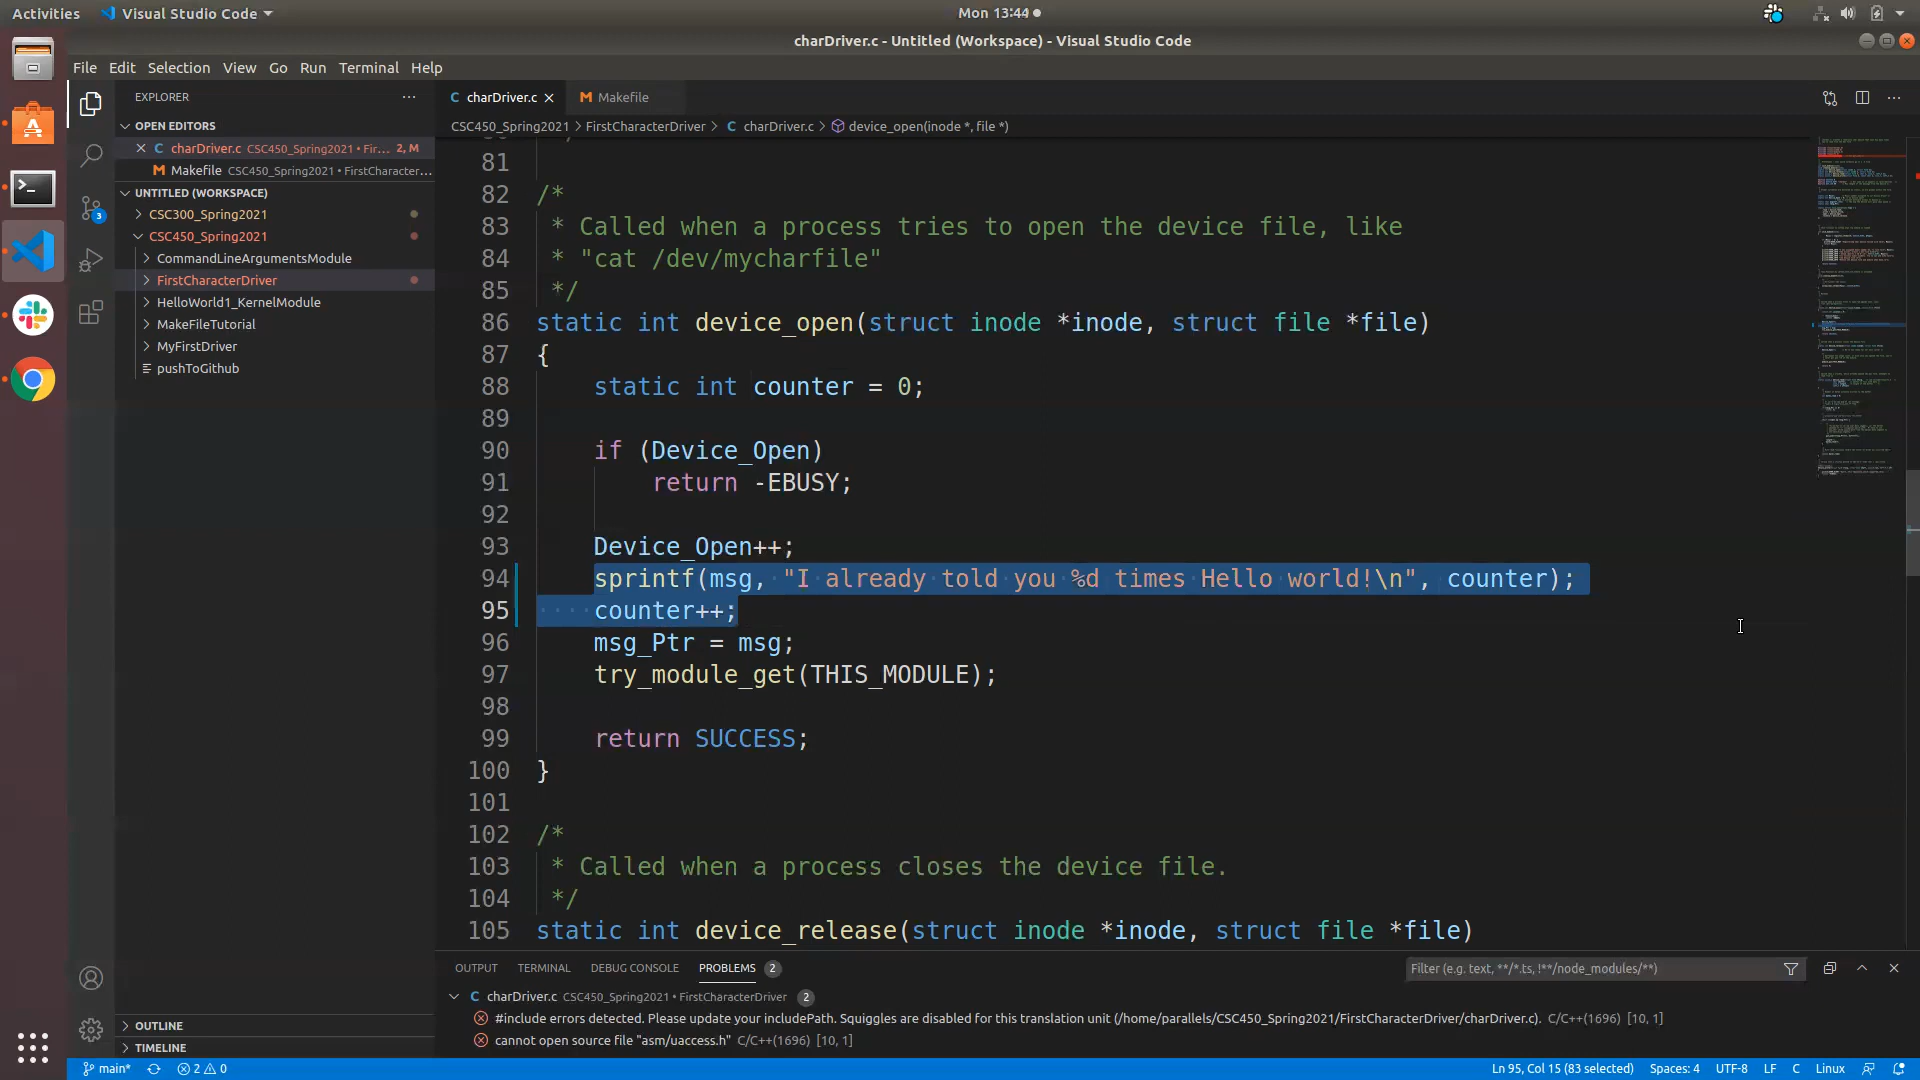 Activities
Visual Studio Code
Mon 13:44
charDriver.c - Untitled (Workspace) - Visual Studio Code
File Edit Selection View Go Run Terminal Help
EXPLORER
OPEN EDITORS
charDriver.c CSC450_Spring2021 • Fir... 2, M
Makefile CSC450_Spring2021 • FirstCharacter...
UNTITLED (WORKSPACE)
CSC300_Spring2021
CSC450_Spring2021
CommandLineArgumentsModule
FirstCharacterDriver
HelloWorld1_KernelModule
MakeFileTutorial
MyFirstDriver
pushToGithub
3
OUTLINE
TIMELINE
charDriver.c
Makefile
CSC450_Spring2021 > FirstCharacterDriver > charDriver.c > device_open(inode *, file *)
81
82 /*
83 * Called when a process tries to open the device file, like
84 * "cat /dev/mycharfile"
85 */
86 static int device_open(struct inode *inode, struct file *file)
87 {
88 static int counter = 0;
89
90 if (Device_Open)
91 return -EBUSY;
92
93 Device_Open++;
94 sprintf(msg, "I already told you %d times Hello world!\n", counter);
95 counter++;
96 msg_Ptr = msg;
97 try_module_get(THIS_MODULE);
98
99 return SUCCESS;
100 }
101
102 /*
103 * Called when a process closes the device file.
104 */
105 static int device_release(struct inode *inode, struct file *file)
OUTPUT TERMINAL DEBUG CONSOLE PROBLEMS 2
Filter (e.g. text, **/*.ts, !**/node_modules/**)
charDriver.c CSC450_Spring2021 • FirstCharacterDriver 2
#include errors detected. Please update your includePath. Squiggles are disabled for this translation unit (/home/parallels/CSC450_Spring2021/FirstCharacterDriver/charDriver.c). C/C++(1696) [10, 1]
cannot open source file "asm/uaccess.h" C/C++(1696) [10, 1]
main* 2 0
Ln 95, Col 15 (83 selected) Spaces: 4 UTF-8 LF C Linux